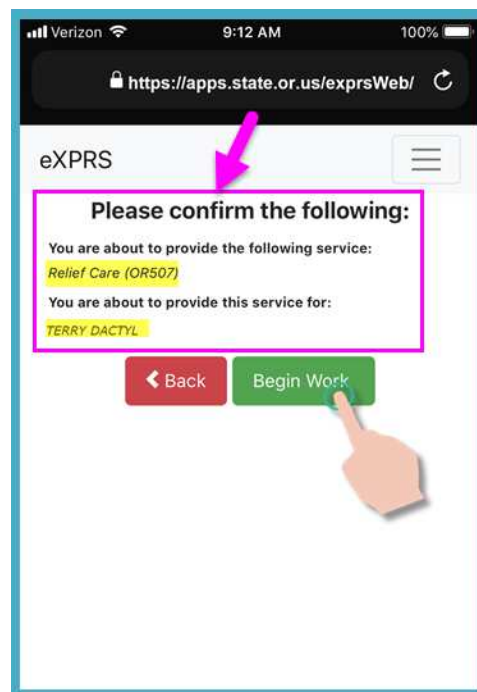 Verizon 9:12 AM 100%
https://apps.state.or.us/exprsWeb/
eXPRS
Please confirm the following:
You are about to provide the following service:
Relief Care (OR507)
You are about to provide this service for:
TERRY DACTYL
Back Begin Work